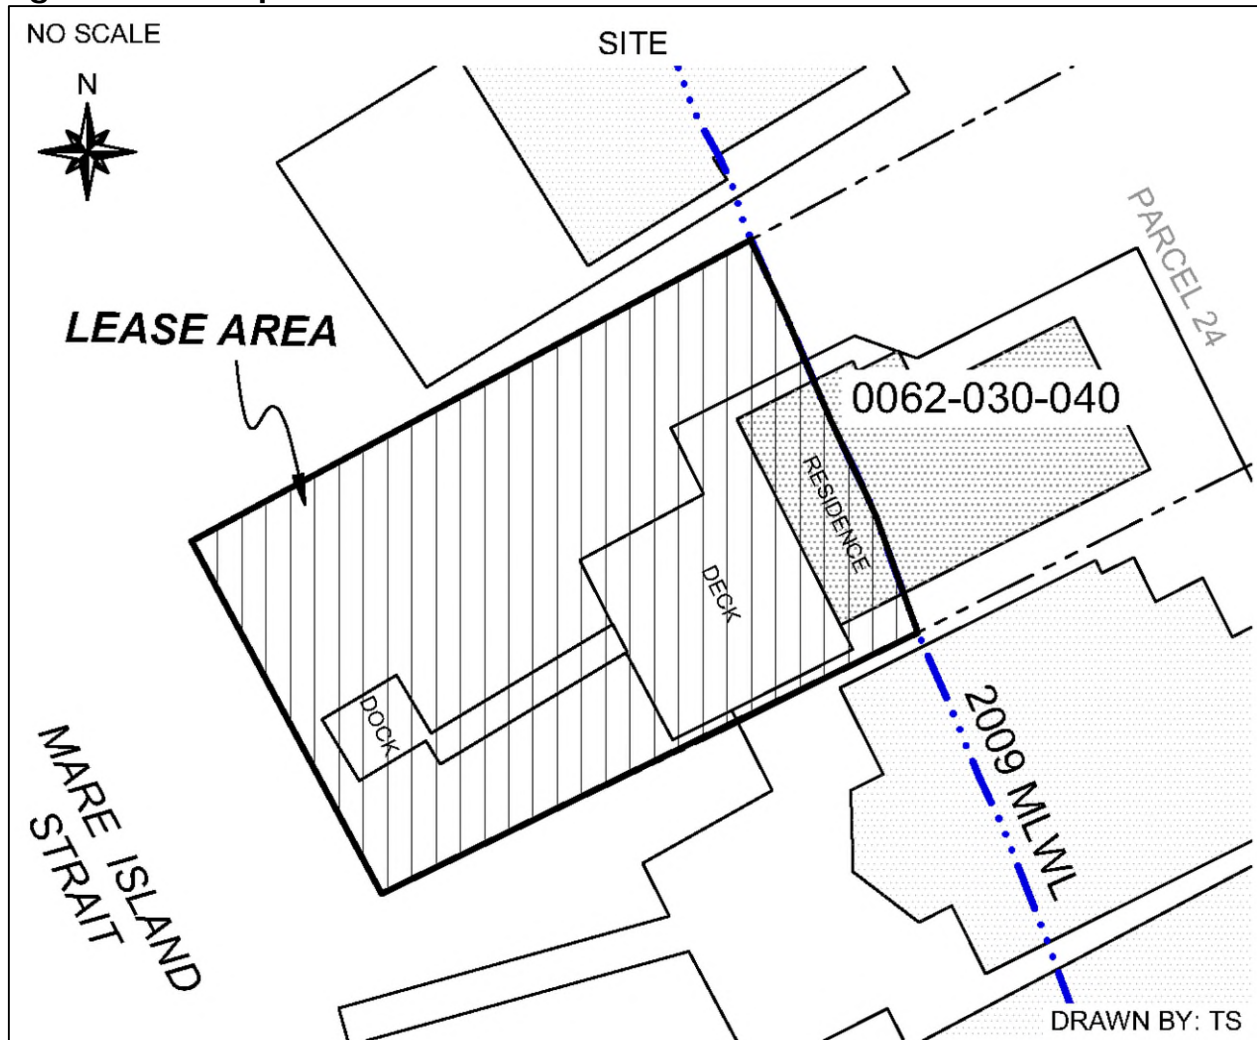 NO SCALE
SITE
N
PARCEL 24
LEASE AREA
0062-030-040
RESIDENCE
DECK
DOCK
2009 MLWL
MARE ISLAND
STRAIT
DRAWN BY: TS